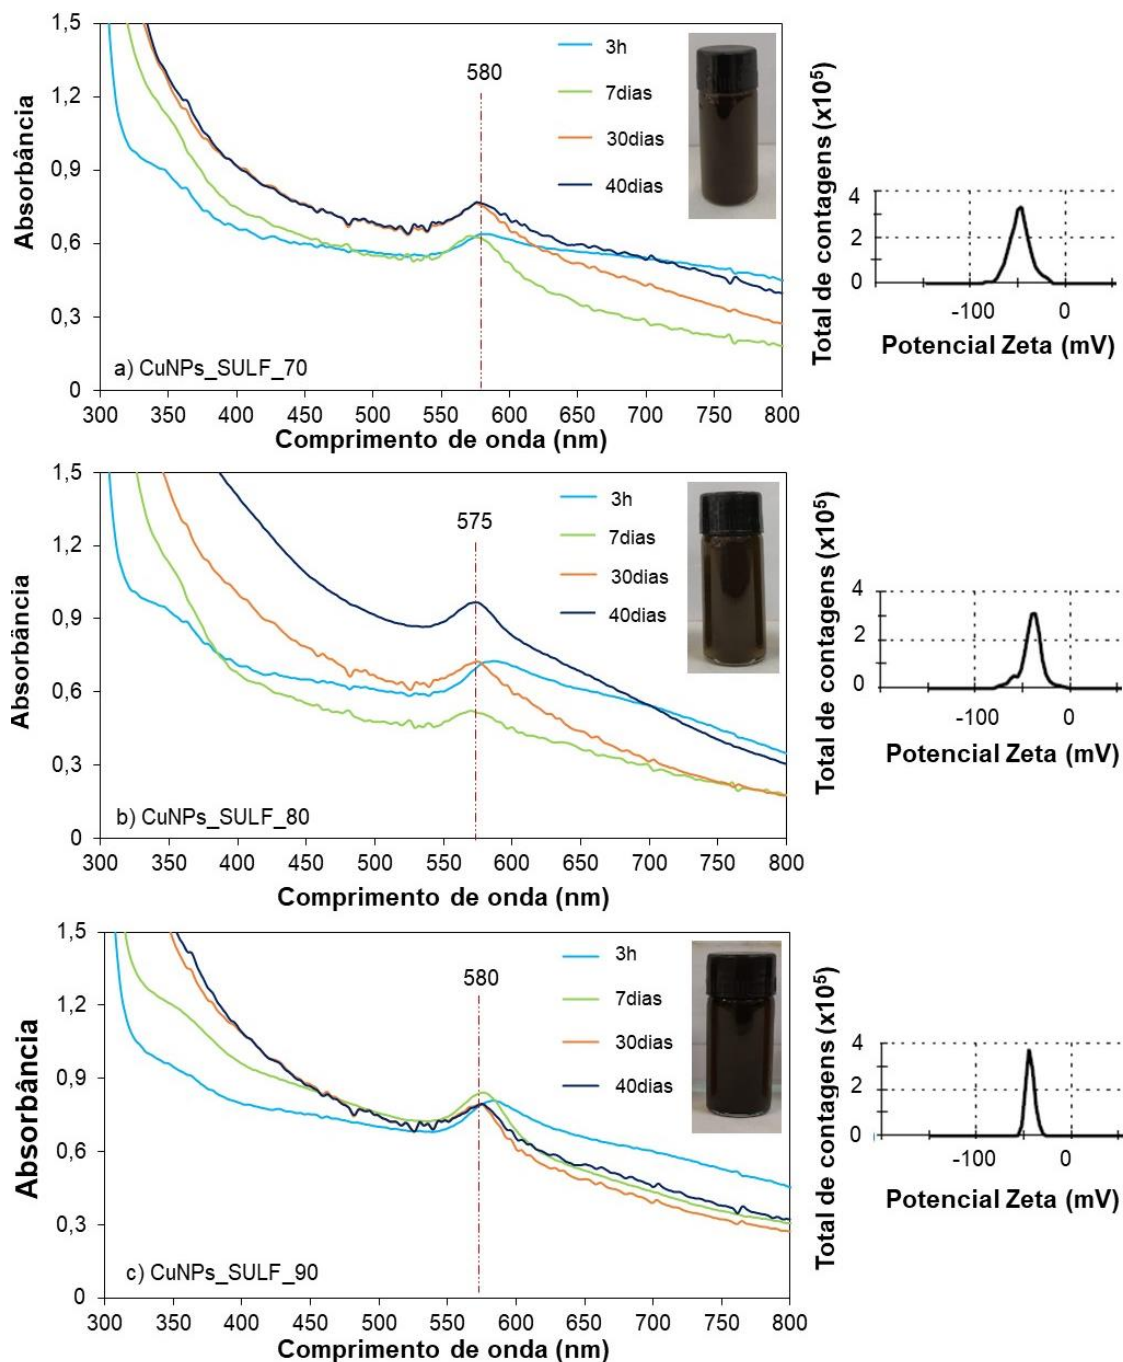 1,5
1,2
0,9
0,6
0,3
0
Absorbância
580
3h
7dias
30dias
40dias
a) CuNPs_SULF_70
300 350 400 450 500 550 600 650 700 750 800
Comprimento de onda (nm)
Total de contagens (x10⁵)
4
2
0
-100 0
Potencial Zeta (mV)
1,5
1,2
0,9
0,6
0,3
0
Absorbância
575
3h
7dias
30dias
40dias
b) CuNPs_SULF_80
300 350 400 450 500 550 600 650 700 750 800
Comprimento de onda (nm)
Total de contagens (x10⁵)
4
2
0
-100 0
Potencial Zeta (mV)
1,5
1,2
0,9
0,6
0,3
0
Absorbância
580
3h
7dias
30dias
40dias
c) CuNPs_SULF_90
300 350 400 450 500 550 600 650 700 750 800
Comprimento de onda (nm)
Total de contagens (x10⁵)
4
2
0
-100 0
Potencial Zeta (mV)